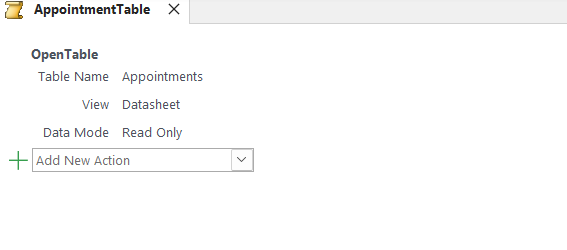 AppointmentTable
OpenTable
Table Name Appointments
View Datasheet
Data Mode Read Only
Add New Action